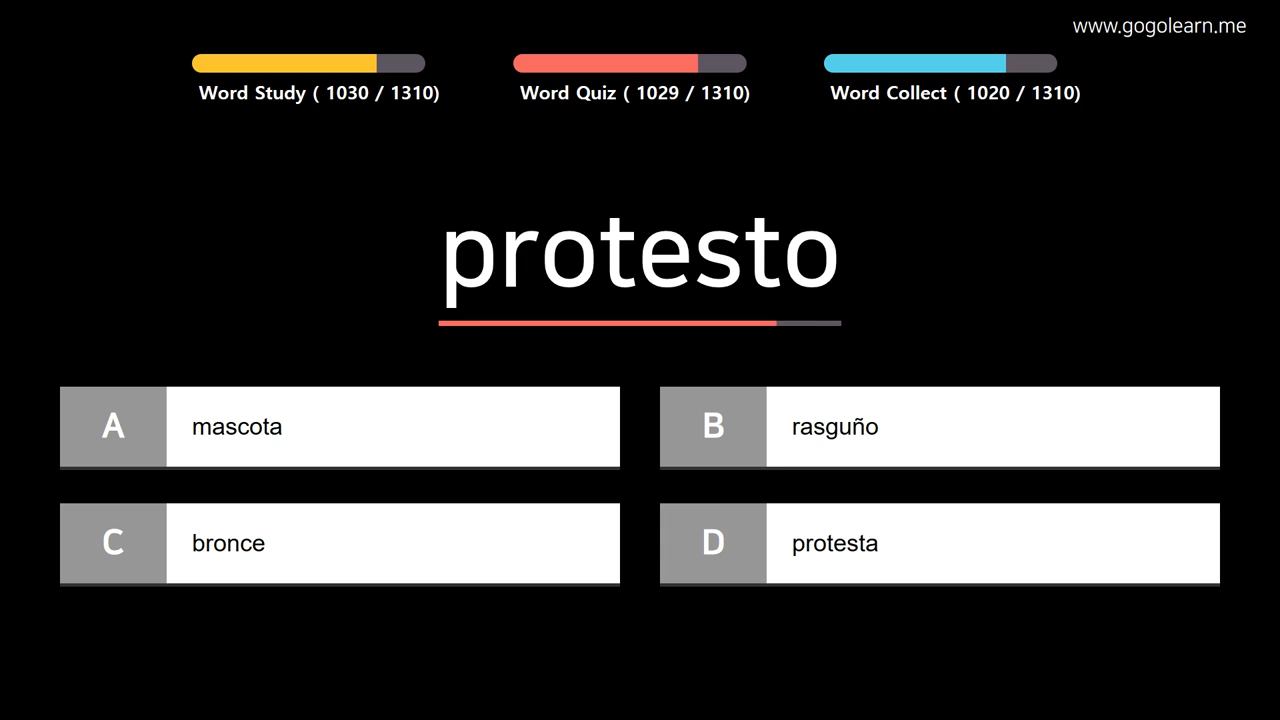 www.gogolearn.me
Word Study ( 1030 / 1310)
Word Quiz ( 1029 / 1310)
Word Collect ( 1020 / 1310)
protesto
A mascota
B rasguño
C bronce
D protesta